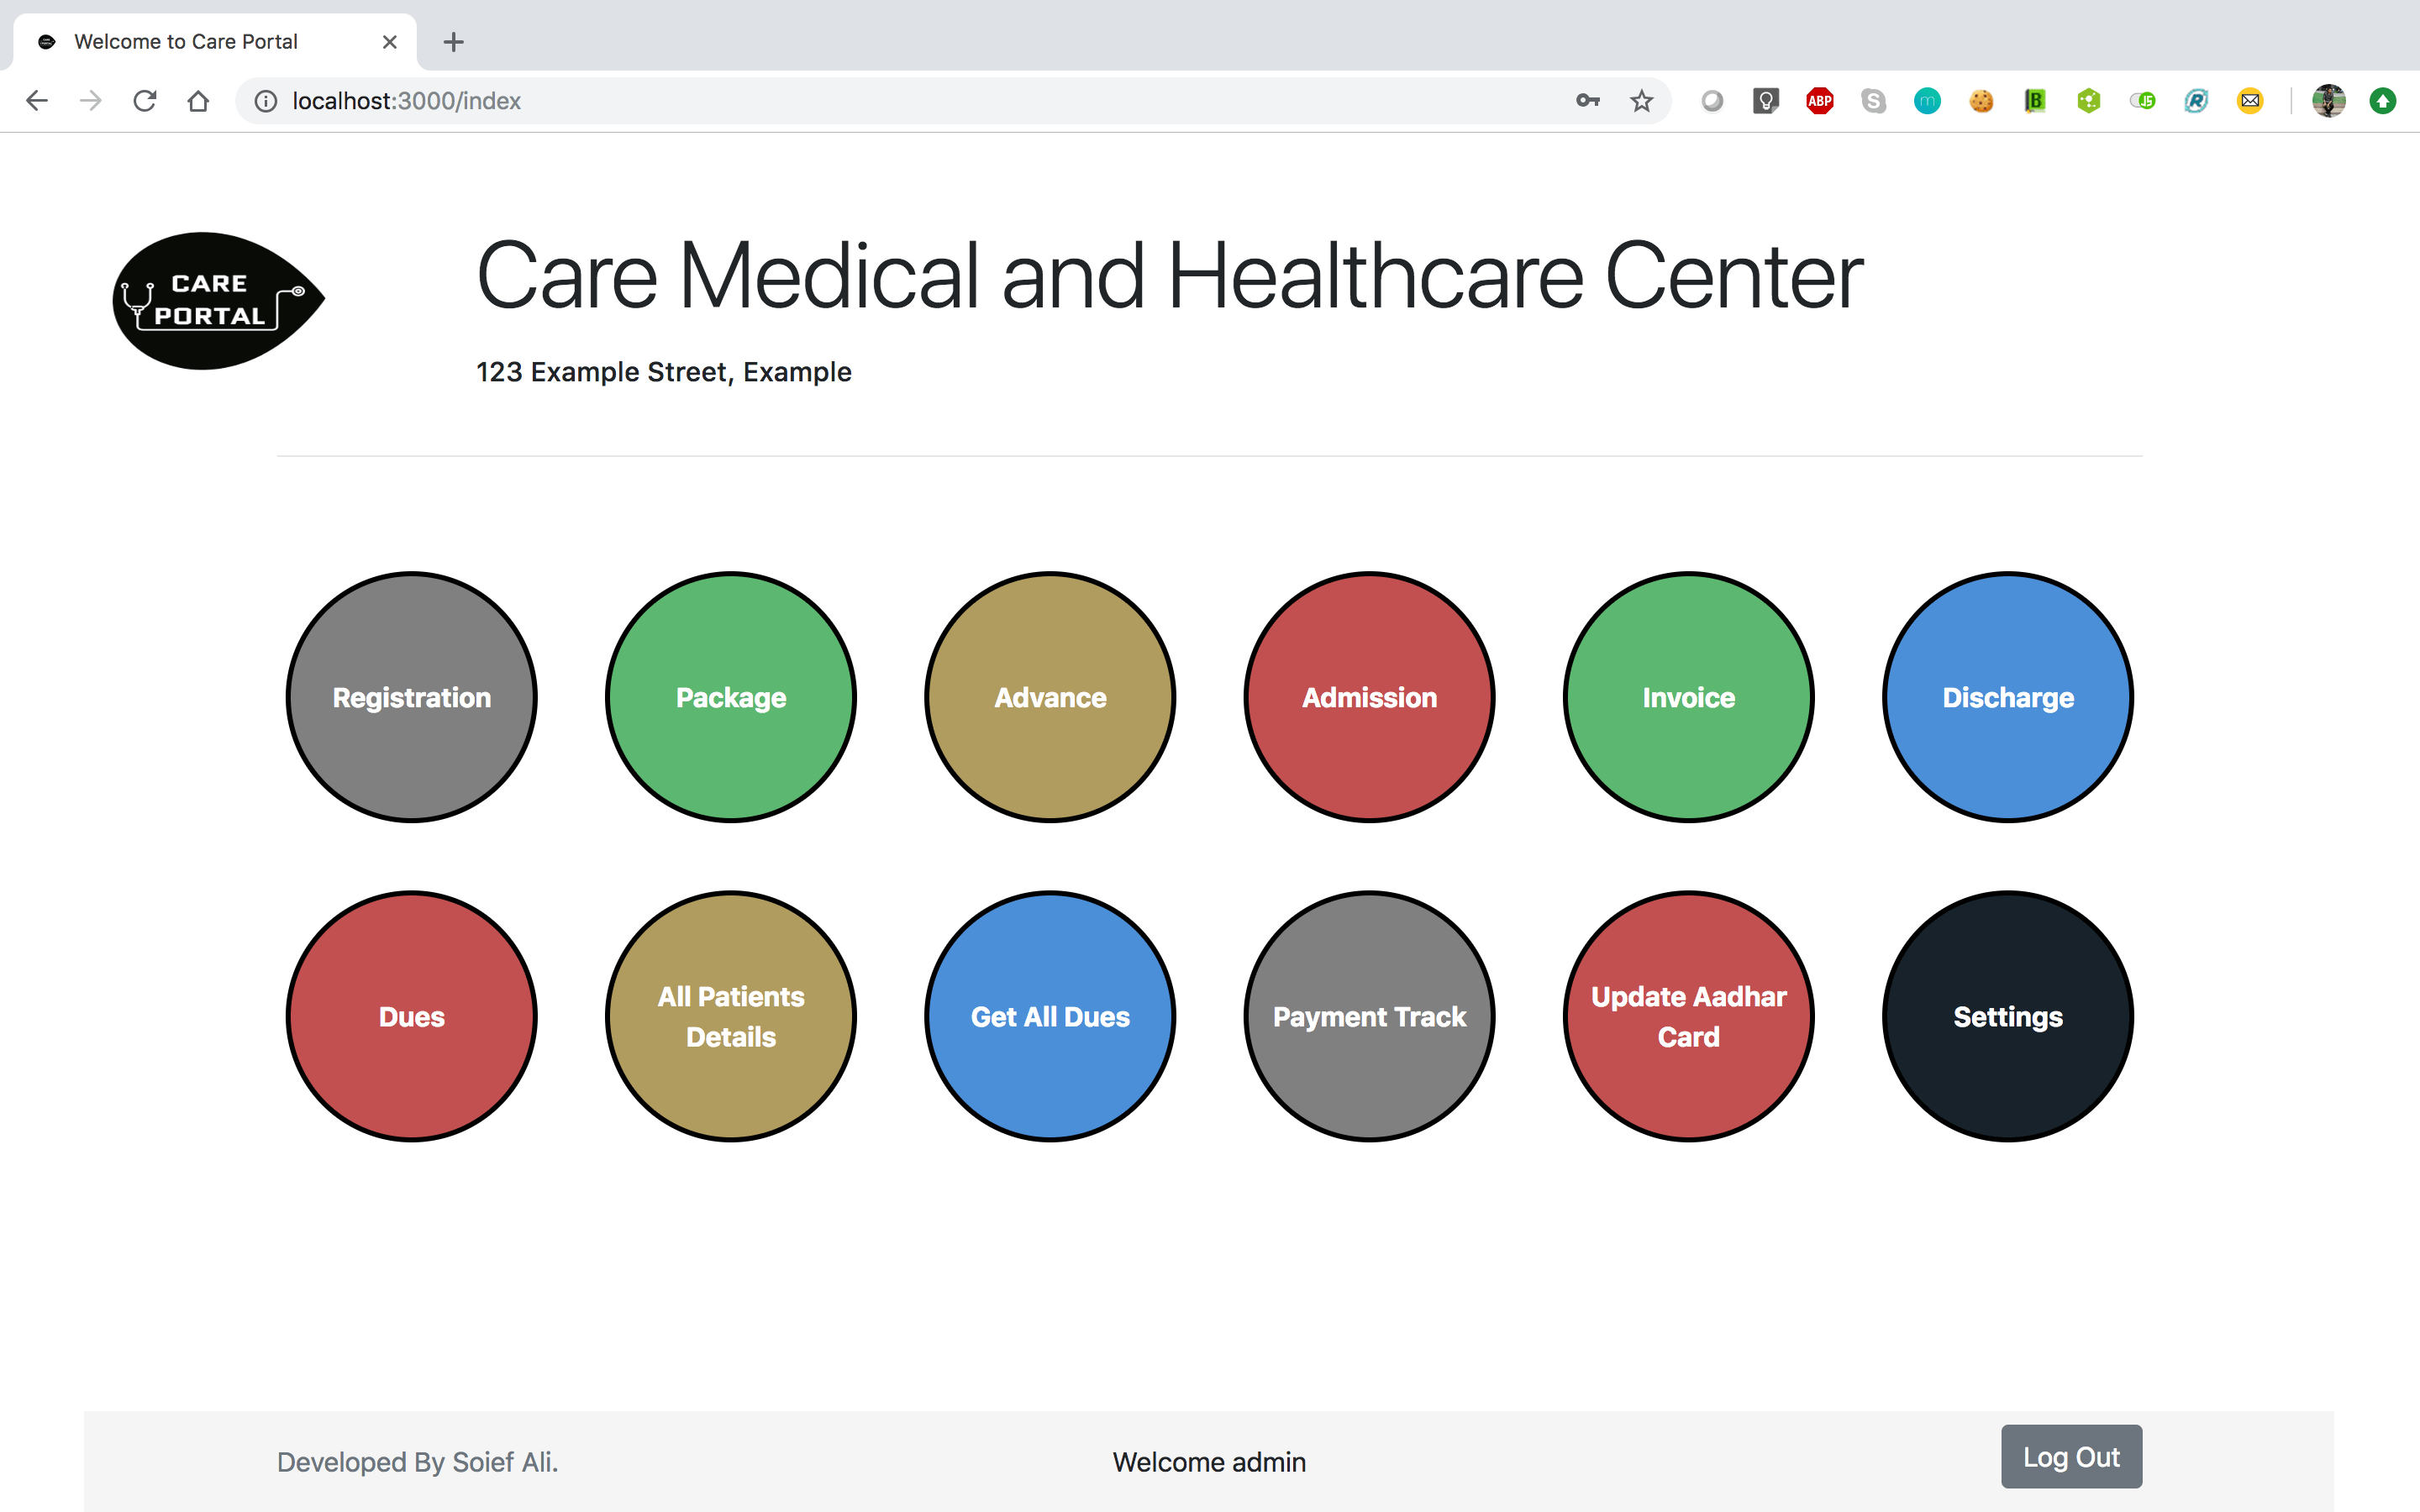 Welcome to Care Portal
localhost:3000/index
ABP
S
m
B
JS
R
CARE
PORTAL
Care Medical and Healthcare Center
123 Example Street, Example
Registration
Package
Advance
Admission
Invoice
Discharge
Dues
All Patients
Details
Get All Dues
Payment Track
Update Aadhar
Card
Settings
Developed By Soief Ali.
Welcome admin
Log Out